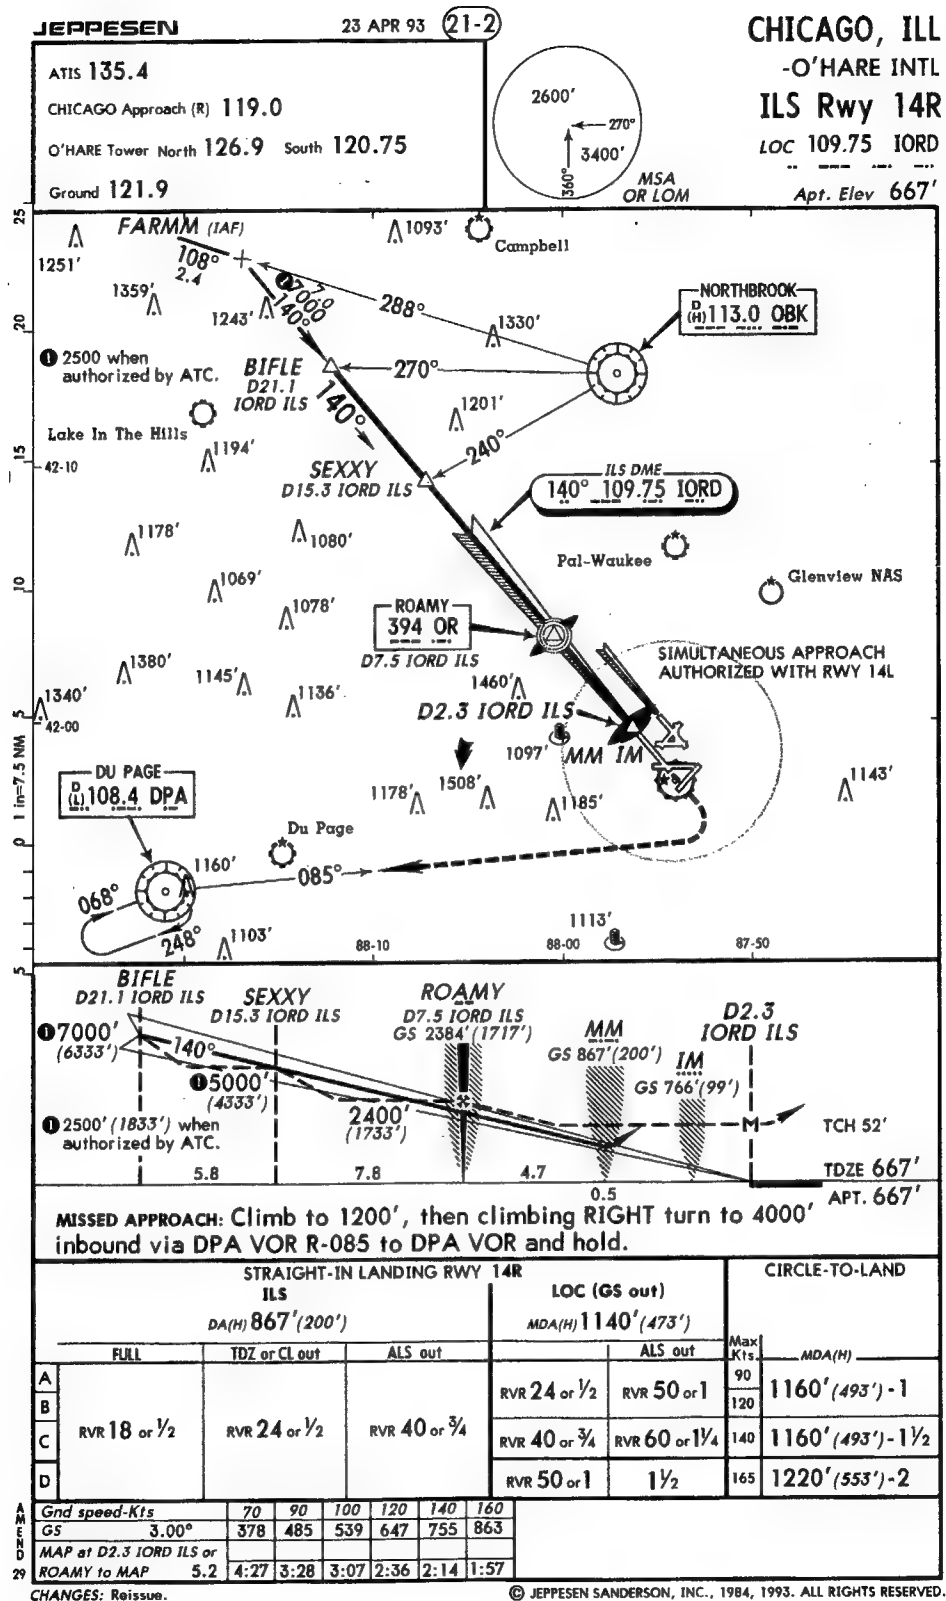 JEPPESEN 23 APR 93 21-2
CHICAGO, ILL
-O'HARE INTL
ILS Rwy 14R
LOC 109.75 IORD
Apt. Elev 667'
ATIS 135.4
CHICAGO Approach (R) 119.0
O'HARE Tower North 126.9 South 120.75
Ground 121.9
2600'
270°
3400'
360°
MSA
OR LOM
25
20
15
10
5
0
5
1 in=7.5 NM
FARMM (IAF)
108°
2.4
1 7000
7.0
140°
1251'
1093'
Campbell
1359'
1243'
288°
1330'
NORTHBROOK
D
(H) 113.0 OBK
1 2500 when
authorized by ATC.
BIFLE
D21.1
IORD ILS
270°
140°
1201'
240°
Lake In The Hills
1194'
42-10
SEXXY
D15.3 IORD ILS
ILS DME
140° 109.75 IORD
1178'
1080'
Pal-Waukee
Glenview NAS
1069'
1078'
ROAMY
394 OR
D7.5 IORD ILS
SIMULTANEOUS APPROACH
AUTHORIZED WITH RWY 14L
1380'
1145'
1136'
1460'
1340'
42-00
D2.3 IORD ILS
1097'
MM IM
DU PAGE
D
(L) 108.4 DPA
1178'
1508'
1185'
1143'
Du Page
1160'
085°
068°
248°
1103'
88-10
1113'
88-00
87-50
BIFLE
D21.1 IORD ILS
SEXXY
D15.3 IORD ILS
ROAMY
D7.5 IORD ILS
GS 2384' (1717')
MM
GS 867' (200')
IM
GS 766' (99')
D2.3
IORD ILS
1 7000'
(6333')
140°
1 5000'
(4333')
2400'
(1733')
1 2500' (1833') when
authorized by ATC.
M
TCH 52'
5.8 7.8 4.7 0.5
TDZE 667'
APT. 667'
MISSED APPROACH: Climb to 1200', then climbing RIGHT turn to 4000'
inbound via DPA VOR R-085 to DPA VOR and hold.
STRAIGHT-IN LANDING RWY 14R
CIRCLE-TO-LAND
ILS
LOC (GS out)
DA(H) 867' (200')
MDA(H) 1140' (473')
FULL TDZ or CL out ALS out
ALS out
Max
Kts.
MDA(H)
A
B
C
D
RVR 18 or ½ RVR 24 or ½ RVR 40 or ¾
RVR 24 or ½ RVR 50 or 1
90
120
1160' (493') - 1
RVR 40 or ¾ RVR 60 or 1¼ 140 1160' (493') - 1½
RVR 50 or 1 1½ 165 1220' (553') - 2
Gnd speed-Kts 70 90 100 120 140 160
GS 3.00° 378 485 539 647 755 863
MAP at D2.3 IORD ILS or
ROAMY to MAP 5.2 4:27 3:28 3:07 2:36 2:14 1:57
AMEND 29
CHANGES: Reissue.
© JEPPESEN SANDERSON, INC., 1984, 1993. ALL RIGHTS RESERVED.